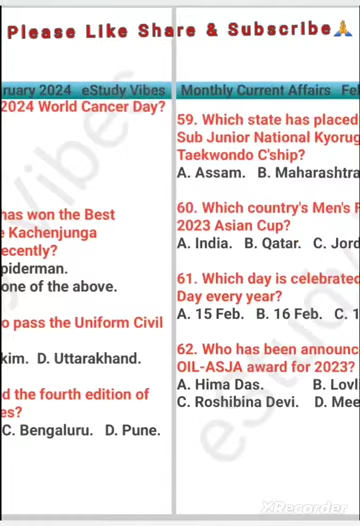 Please Like Share & Subscribe🙏
ruary 2024 eStudy Vibes
2024 World Cancer Day?
has won the Best
Kachenjunga
ecently?
piderman.
one of the above.
o pass the Uniform Civil
kim. D. Uttarakhand.
d the fourth edition of
es?
C. Bengaluru. D. Pune.
Monthly Current Affairs Fe
59. Which state has placed
Sub Junior National Kyorug
Taekwondo C'ship?
A. Assam. B. Maharashtra
60. Which country's Men's F
2023 Asian Cup?
A. India. B. Qatar. C. Jord
61. Which day is celebrated
Day every year?
A. 15 Feb. B. 16 Feb. C. 1
62. Who has been announc
OIL-ASJA award for 2023?
A. Hima Das. B. Lovli
C. Roshibina Devi. D. Mee
eStudy Vibes
XRecorder